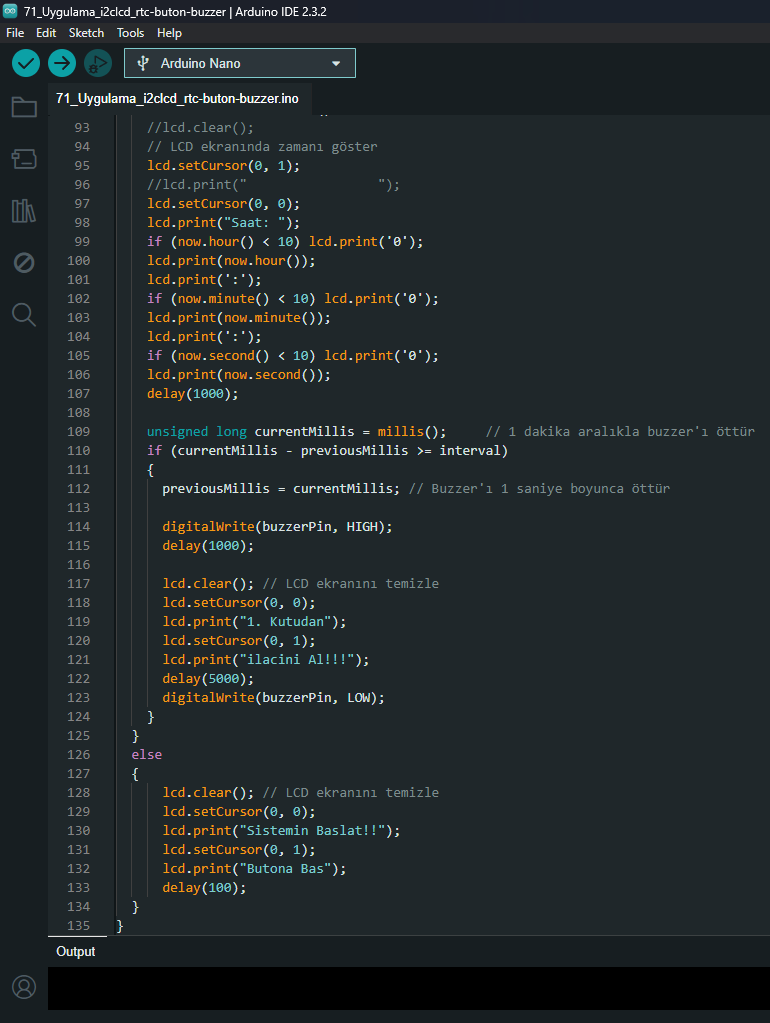 71_Uygulama_i2clcd_rtc-buton-buzzer | Arduino IDE 2.3.2
File Edit Sketch Tools Help
Arduino Nano
71_Uygulama_i2clcd_rtc-buton-buzzer.ino
93 //lcd.clear();
94 // LCD ekranında zamanı göster
95 lcd.setCursor(0, 1);
96 //lcd.print("                ");
97 lcd.setCursor(0, 0);
98 lcd.print("Saat: ");
99 if (now.hour() < 10) lcd.print('0');
100 lcd.print(now.hour());
101 lcd.print(':');
102 if (now.minute() < 10) lcd.print('0');
103 lcd.print(now.minute());
104 lcd.print(':');
105 if (now.second() < 10) lcd.print('0');
106 lcd.print(now.second());
107 delay(1000);
108
109 unsigned long currentMillis = millis();     // 1 dakika aralıkla buzzer'ı öttür
110 if (currentMillis - previousMillis >= interval)
111 {
112 previousMillis = currentMillis; // Buzzer'ı 1 saniye boyunca öttür
113
114 digitalWrite(buzzerPin, HIGH);
115 delay(1000);
116
117 lcd.clear(); // LCD ekranını temizle
118 lcd.setCursor(0, 0);
119 lcd.print("1. Kutudan");
120 lcd.setCursor(0, 1);
121 lcd.print("ilacini Al!!!");
122 delay(5000);
123 digitalWrite(buzzerPin, LOW);
124 }
125 }
126 else
127 {
128 lcd.clear(); // LCD ekranını temizle
129 lcd.setCursor(0, 0);
130 lcd.print("Sistemin Baslat!!");
131 lcd.setCursor(0, 1);
132 lcd.print("Butona Bas");
133 delay(100);
134 }
135 }
Output